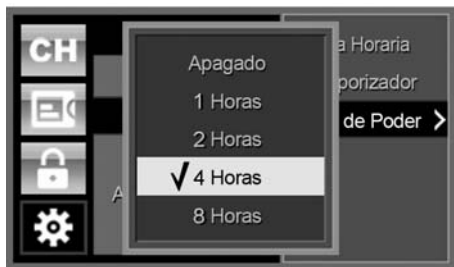 CH
Apagado
1 Horas
2 Horas
4 Horas
8 Horas
a Horaria
porizador
de Poder
A